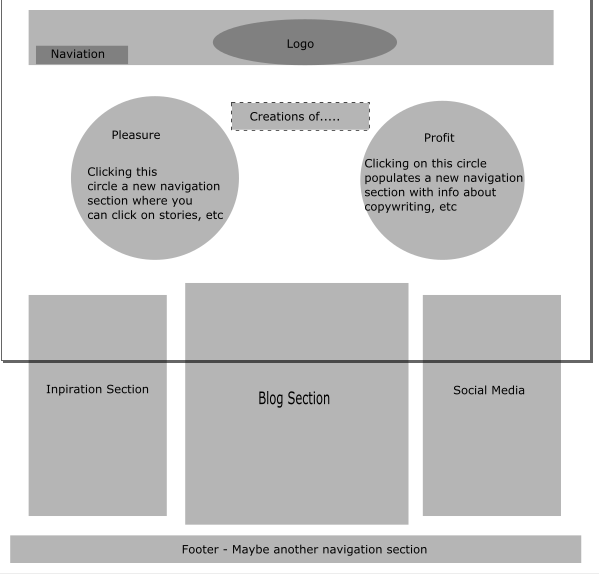 Logo
Naviation
Creations of.....
Pleasure
Clicking this
circle a new navigation
section where you
can click on stories, etc
Profit
Clicking on this circle
populates a new navigation
section with info about
copywriting, etc
Inpiration Section
Blog Section
Social Media
Footer - Maybe another navigation section